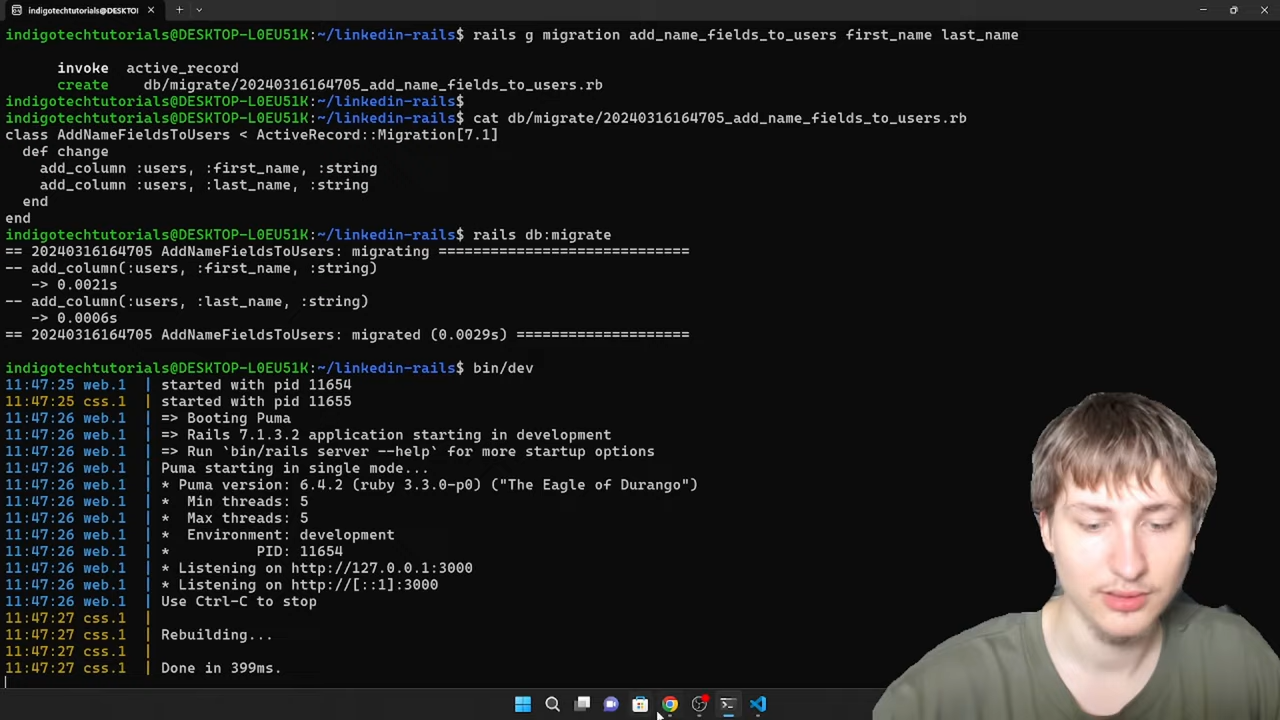 indigotechtutorials@DESKTO!
indigotechtutorials@DESKTOP-L0EU51K:~/linkedin-rails$ rails g migration add_name_fields_to_users first_name last_name
invoke active_record
create db/migrate/20240316164705_add_name_fields_to_users.rb
indigotechtutorials@DESKTOP-L0EU51K:~/linkedin-rails$
indigotechtutorials@DESKTOP-L0EU51K:~/linkedin-rails$ cat db/migrate/20240316164705_add_name_fields_to_users.rb
class AddNameFieldsToUsers < ActiveRecord::Migration[7.1]
def change
add_column :users, :first_name, :string
add_column :users, :last_name, :string
end
end
indigotechtutorials@DESKTOP-L0EU51K:~/linkedin-rails$ rails db:migrate
== 20240316164705 AddNameFieldsToUsers: migrating =============================
-- add_column(:users, :first_name, :string)
-> 0.0021s
-- add_column(:users, :last_name, :string)
-> 0.0006s
== 20240316164705 AddNameFieldsToUsers: migrated (0.0029s) ====================
indigotechtutorials@DESKTOP-L0EU51K:~/linkedin-rails$ bin/dev
11:47:25 web.1 | started with pid 11654
11:47:25 css.1 | started with pid 11655
11:47:26 web.1 | => Booting Puma
11:47:26 web.1 | => Rails 7.1.3.2 application starting in development
11:47:26 web.1 | => Run `bin/rails server --help` for more startup options
11:47:26 web.1 | Puma starting in single mode...
11:47:26 web.1 | * Puma version: 6.4.2 (ruby 3.3.0-p0) ("The Eagle of Durango")
11:47:26 web.1 | * Min threads: 5
11:47:26 web.1 | * Max threads: 5
11:47:26 web.1 | * Environment: development
11:47:26 web.1 | * PID: 11654
11:47:26 web.1 | * Listening on http://127.0.0.1:3000
11:47:26 web.1 | * Listening on http://[::1]:3000
11:47:26 web.1 | Use Ctrl-C to stop
11:47:27 css.1 |
11:47:27 css.1 | Rebuilding...
11:47:27 css.1 |
11:47:27 css.1 | Done in 399ms.